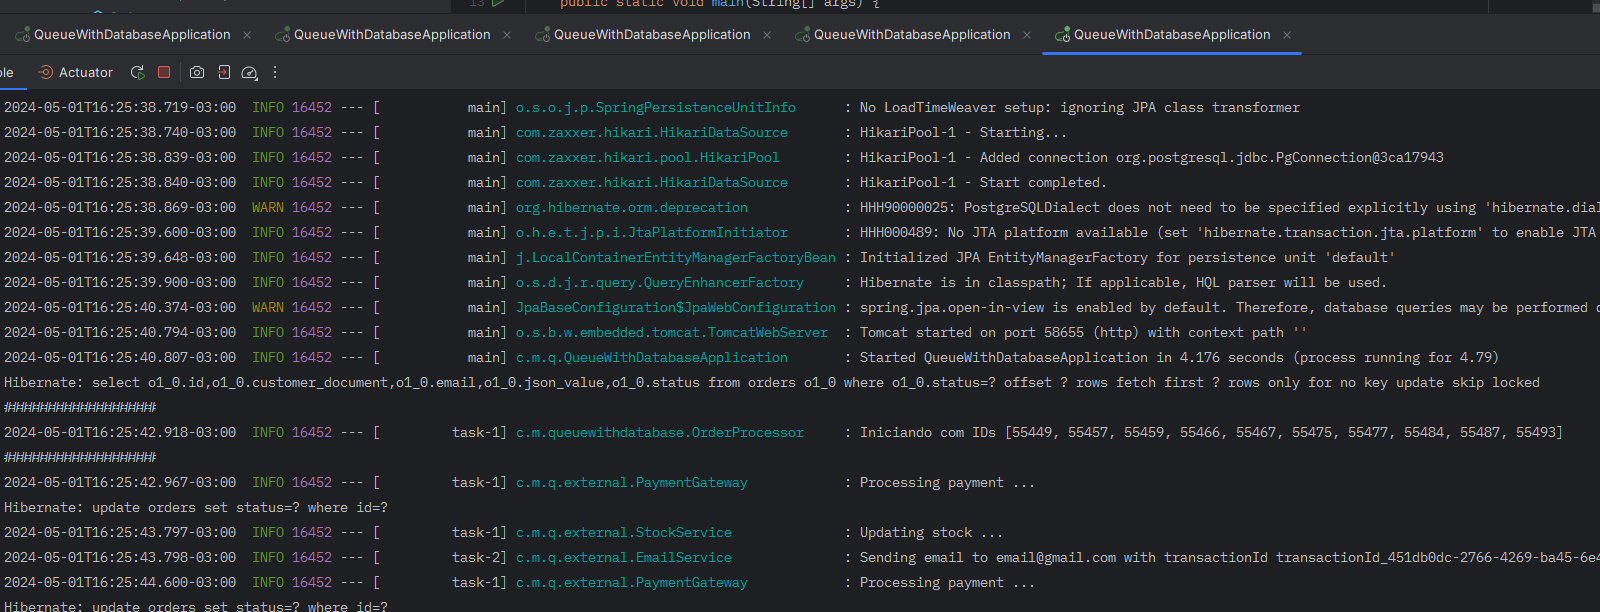 13 public static void main(String[] args) {
QueueWithDatabaseApplication × QueueWithDatabaseApplication × QueueWithDatabaseApplication × QueueWithDatabaseApplication × QueueWithDatabaseApplication ×
ole Actuator
2024-05-01T16:25:38.719-03:00  INFO 16452 --- [           main] o.s.o.j.p.SpringPersistenceUnitInfo      : No LoadTimeWeaver setup: ignoring JPA class transformer
2024-05-01T16:25:38.740-03:00  INFO 16452 --- [           main] com.zaxxer.hikari.HikariDataSource       : HikariPool-1 - Starting...
2024-05-01T16:25:38.839-03:00  INFO 16452 --- [           main] com.zaxxer.hikari.pool.HikariPool        : HikariPool-1 - Added connection org.postgresql.jdbc.PgConnection@3ca17943
2024-05-01T16:25:38.840-03:00  INFO 16452 --- [           main] com.zaxxer.hikari.HikariDataSource       : HikariPool-1 - Start completed.
2024-05-01T16:25:38.869-03:00  WARN 16452 --- [           main] org.hibernate.orm.deprecation            : HHH90000025: PostgreSQLDialect does not need to be specified explicitly using 'hibernate.dial
2024-05-01T16:25:39.600-03:00  INFO 16452 --- [           main] o.h.e.t.j.p.i.JtaPlatformInitiator       : HHH000489: No JTA platform available (set 'hibernate.transaction.jta.platform' to enable JTA
2024-05-01T16:25:39.648-03:00  INFO 16452 --- [           main] j.LocalContainerEntityManagerFactoryBean : Initialized JPA EntityManagerFactory for persistence unit 'default'
2024-05-01T16:25:39.900-03:00  INFO 16452 --- [           main] o.s.d.j.r.query.QueryEnhancerFactory     : Hibernate is in classpath; If applicable, HQL parser will be used.
2024-05-01T16:25:40.374-03:00  WARN 16452 --- [           main] JpaBaseConfiguration$JpaWebConfiguration : spring.jpa.open-in-view is enabled by default. Therefore, database queries may be performed
2024-05-01T16:25:40.794-03:00  INFO 16452 --- [           main] o.s.b.w.embedded.tomcat.TomcatWebServer  : Tomcat started on port 58655 (http) with context path ''
2024-05-01T16:25:40.807-03:00  INFO 16452 --- [           main] c.m.q.QueueWithDatabaseApplication       : Started QueueWithDatabaseApplication in 4.176 seconds (process running for 4.79)
Hibernate: select o1_0.id,o1_0.customer_document,o1_0.email,o1_0.json_value,o1_0.status from orders o1_0 where o1_0.status=? offset ? rows fetch first ? rows only for no key update skip locked
###################
2024-05-01T16:25:42.918-03:00  INFO 16452 --- [         task-1] c.m.queuewithdatabase.OrderProcessor     : Iniciando com IDs [55449, 55457, 55459, 55466, 55467, 55475, 55477, 55484, 55487, 55493]
###################
2024-05-01T16:25:42.967-03:00  INFO 16452 --- [         task-1] c.m.q.external.PaymentGateway            : Processing payment ...
Hibernate: update orders set status=? where id=?
2024-05-01T16:25:43.797-03:00  INFO 16452 --- [         task-1] c.m.q.external.StockService              : Updating stock ...
2024-05-01T16:25:43.798-03:00  INFO 16452 --- [         task-2] c.m.q.external.EmailService              : Sending email to email@gmail.com with transactionId transactionId_451db0dc-2766-4269-ba45-6e4
2024-05-01T16:25:44.600-03:00  INFO 16452 --- [         task-1] c.m.q.external.PaymentGateway            : Processing payment ...
Hibernate: update orders set status=? where id=?